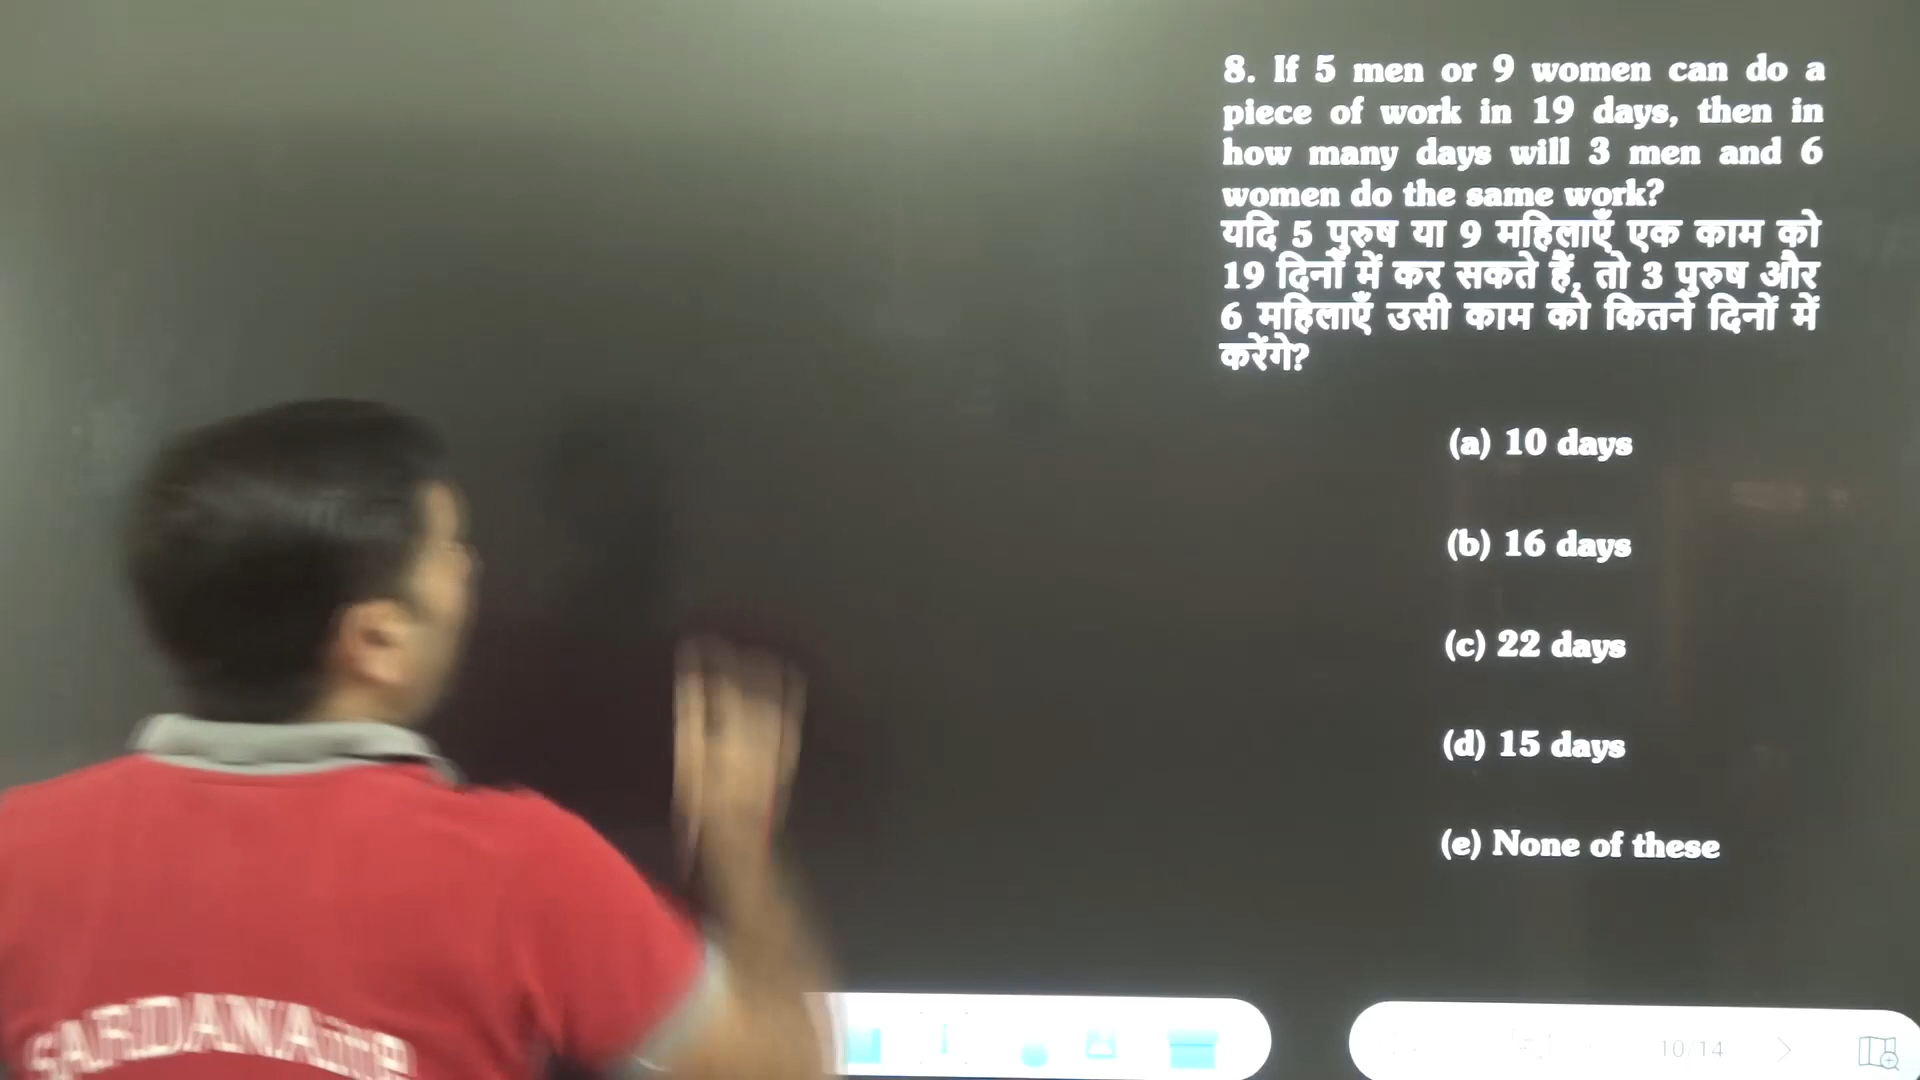 8. If 5 men or 9 women can do a
piece of work in 19 days, then in
how many days will 3 men and 6
women do the same work?
यदि 5 पुरुष या 9 महिलाएँ एक काम को
19 दिनों में कर सकते हैं, तो 3 पुरुष और
6 महिलाएँ उसी काम को कितने दिनों में
करेंगे?
(a) 10 days
(b) 16 days
(c) 22 days
(d) 15 days
(e) None of these
10/14